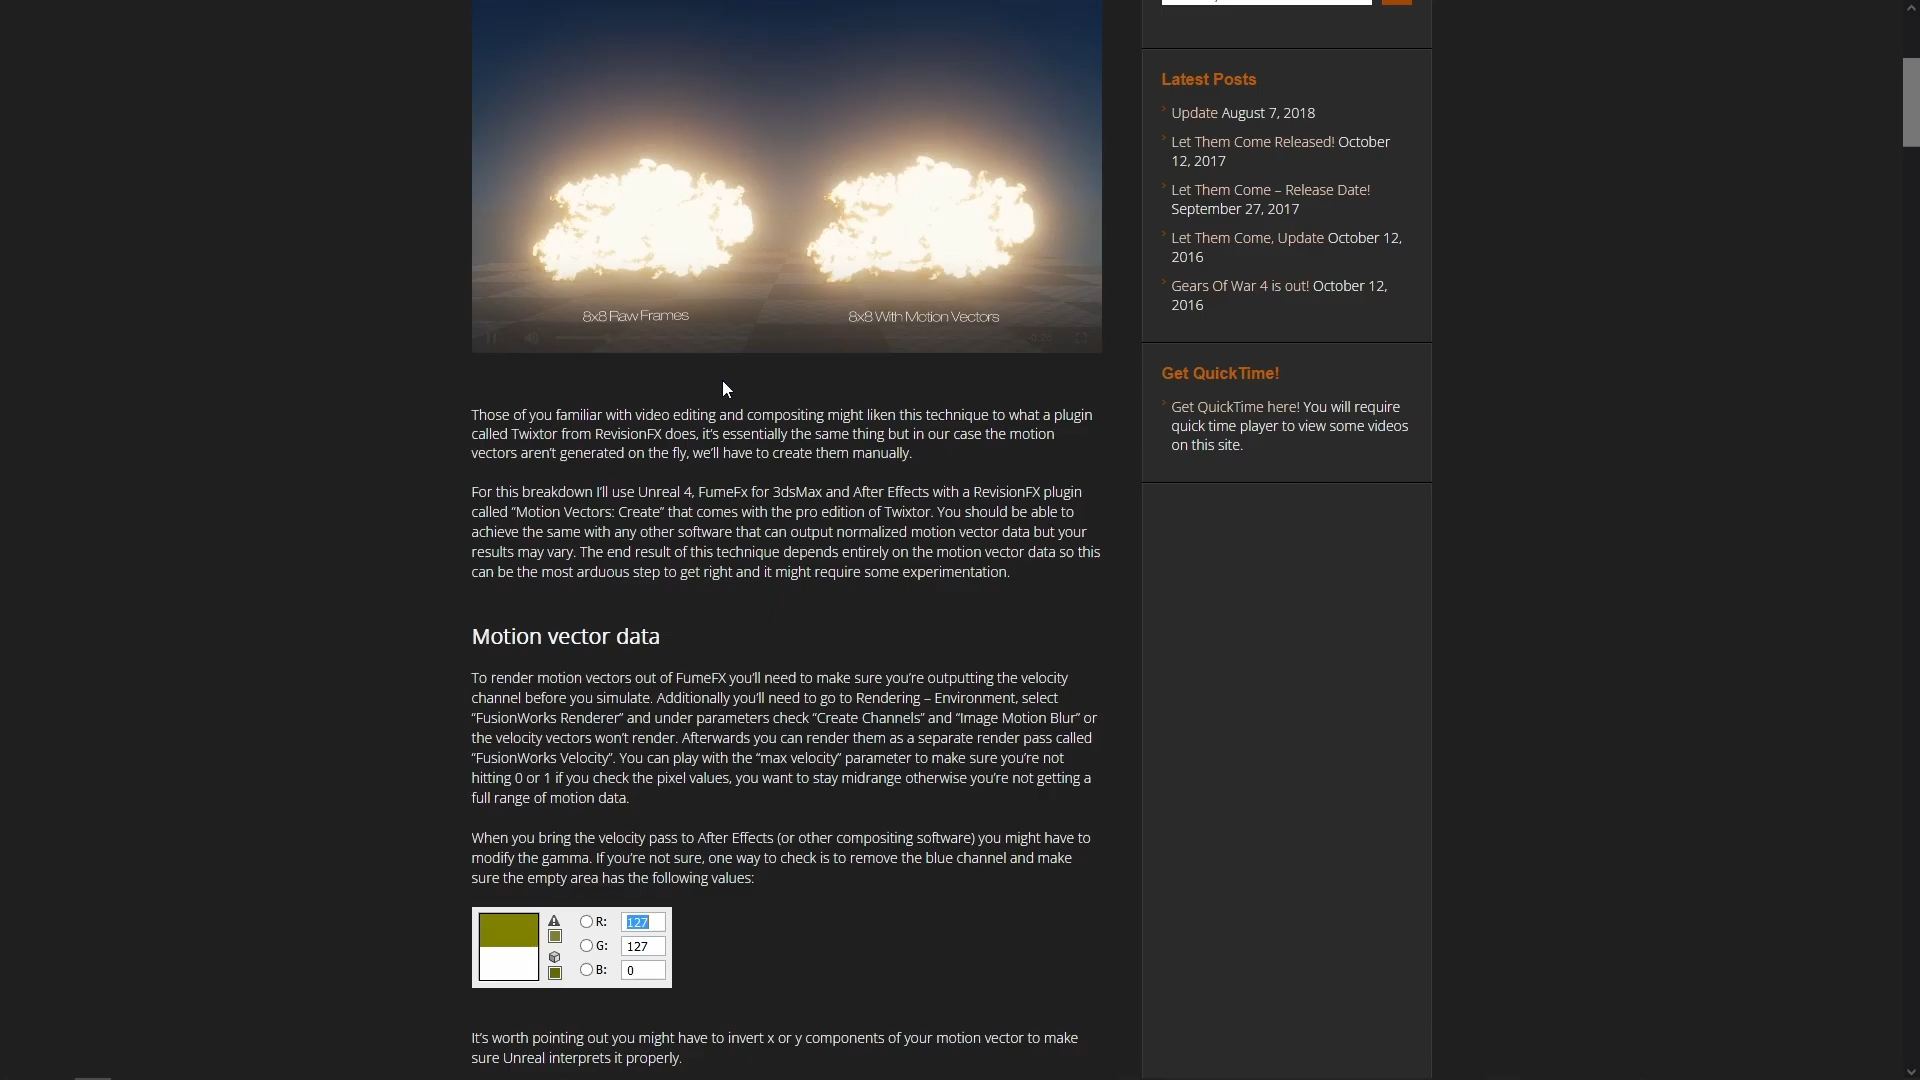 8x8 Raw Frames
8x8 With Motion Vectors
Those of you familiar with video editing and compositing might liken this technique to what a plugin
called Twixtor from RevisionFX does, it's essentially the same thing but in our case the motion
vectors aren't generated on the fly, we'll have to create them manually.
For this breakdown I'll use Unreal 4, FumeFx for 3dsMax and After Effects with a RevisionFX plugin
called "Motion Vectors: Create" that comes with the pro edition of Twixtor. You should be able to
achieve the same with any other software that can output normalized motion vector data but your
results may vary. The end result of this technique depends entirely on the motion vector data so this
can be the most arduous step to get right and it might require some experimentation.
Motion vector data
To render motion vectors out of FumeFX you'll need to make sure you're outputting the velocity
channel before you simulate. Additionally you'll need to go to Rendering – Environment, select
"FusionWorks Renderer" and under parameters check "Create Channels" and "Image Motion Blur" or
the velocity vectors won't render. Afterwards you can render them as a separate render pass called
"FusionWorks Velocity". You can play with the "max velocity" parameter to make sure you're not
hitting 0 or 1 if you check the pixel values, you want to stay midrange otherwise you're not getting a
full range of motion data.
When you bring the velocity pass to After Effects (or other compositing software) you might have to
modify the gamma. If you're not sure, one way to check is to remove the blue channel and make
sure the empty area has the following values:
R: 127
G: 127
B: 0
It's worth pointing out you might have to invert x or y components of your motion vector to make
sure Unreal interprets it properly.
Latest Posts
Update August 7, 2018
Let Them Come Released! October
12, 2017
Let Them Come – Release Date!
September 27, 2017
Let Them Come, Update October 12,
2016
Gears Of War 4 is out! October 12,
2016
Get QuickTime!
Get QuickTime here! You will require
quick time player to view some videos
on this site.